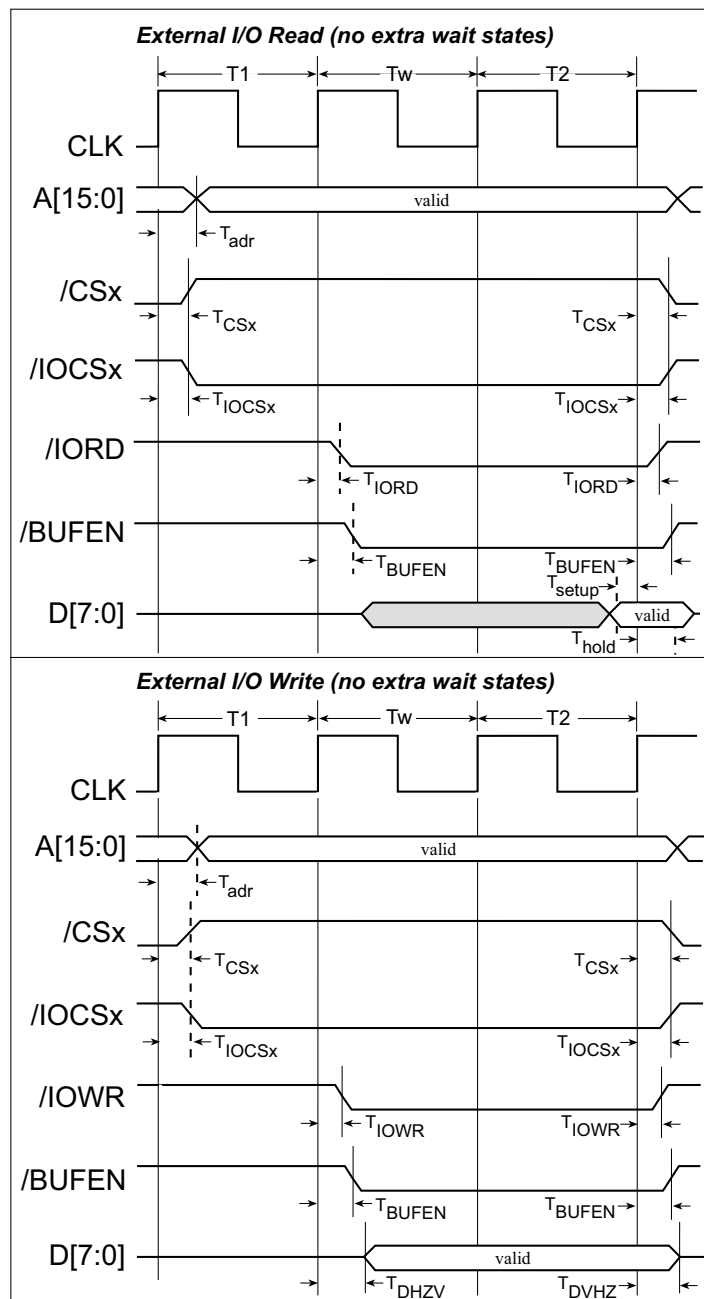 External I/O Read (no extra wait states)
T1 Tw T2
CLK
A[15:0] valid
Tadr
/CSx
TCSx TCSx
/IOCSx
TIOCSx TIOCSx
/IORD
TIORD TIORD
/BUFEN
TBUFEN TBUFEN
Tsetup
D[7:0] valid
Thold
External I/O Write (no extra wait states)
T1 Tw T2
CLK
A[15:0] valid
Tadr
/CSx
TCSx TCSx
/IOCSx
TIOCSx TIOCSx
/IOWR
TIOWR TIOWR
/BUFEN
TBUFEN TBUFEN
D[7:0] valid
TDHZV TDVHZ